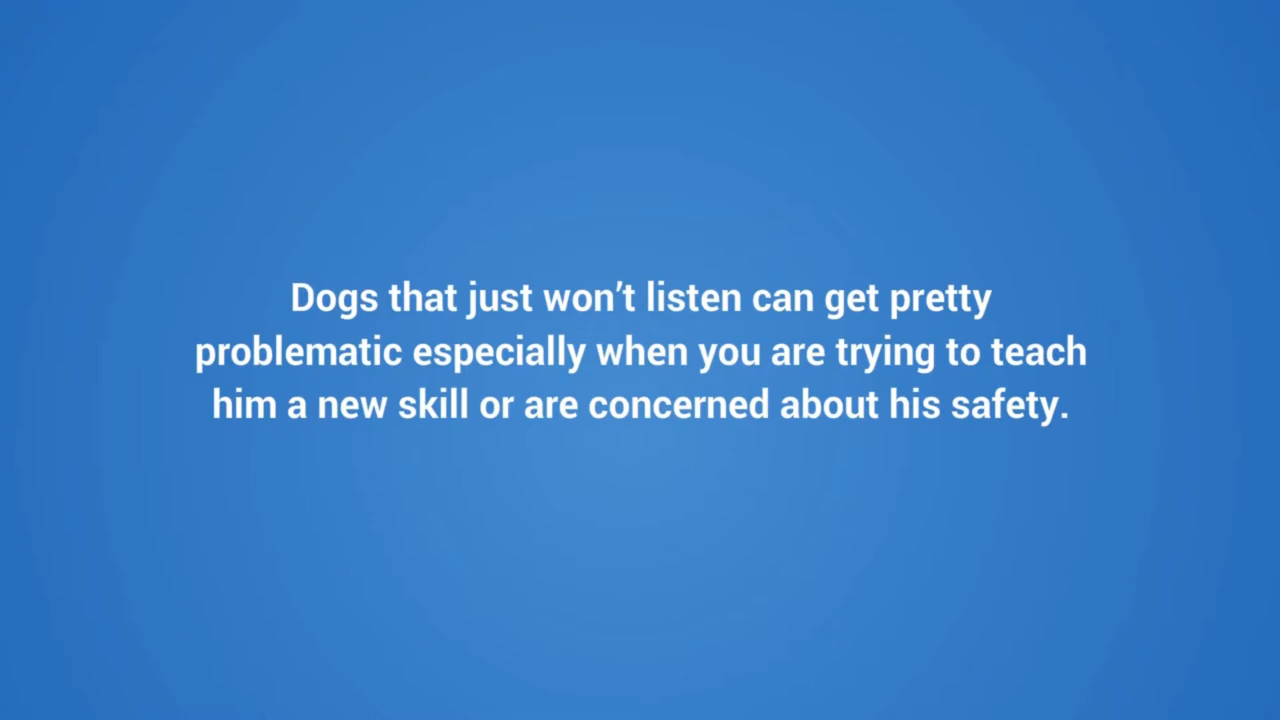 Dogs that just won’t listen can get pretty
problematic especially when you are trying to teach
him a new skill or are concerned about his safety.